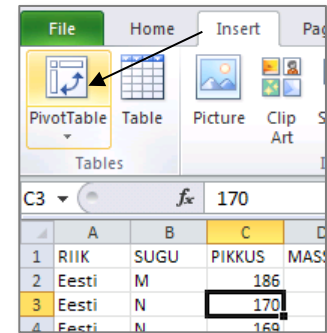 File Home Insert Pag
PivotTable Table Picture Clip Art
Tables
C3 fx 170
A B C D
1 RIIK SUGU PIKKUS MASS
2 Eesti M 186
3 Eesti N 170
4 Eesti N 169